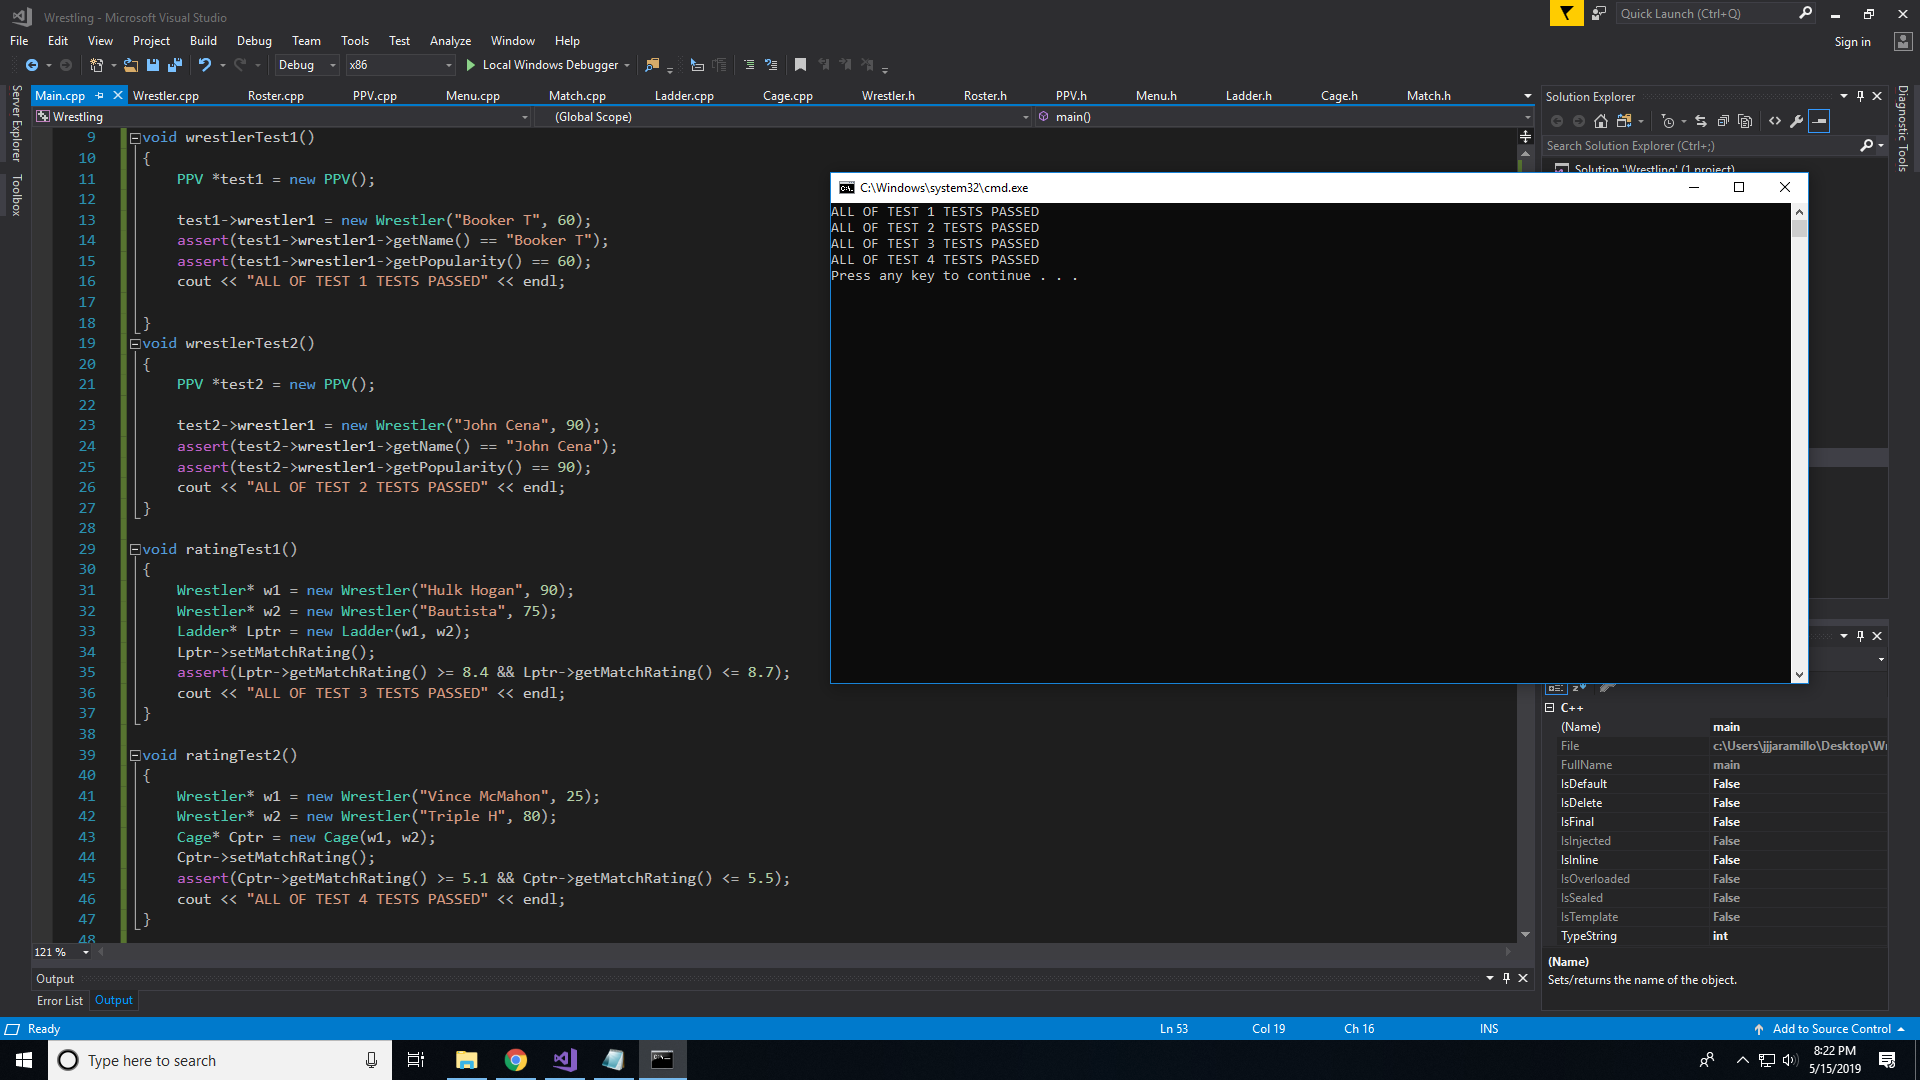 Wrestling - Microsoft Visual Studio
Quick Launch (Ctrl+Q)
File Edit View Project Build Debug Team Tools Test Analyze Window Help
Sign in
Debug x86 Local Windows Debugger
Server Explorer
Toolbox
Main.cpp Wrestler.cpp Roster.cpp PPV.cpp Menu.cpp Match.cpp Ladder.cpp Cage.cpp Wrestler.h Roster.h PPV.h Menu.h Ladder.h Cage.h Match.h
Wrestling (Global Scope) main()
9 void wrestlerTest1()
10 {
11 PPV *test1 = new PPV();
12
13 test1->wrestler1 = new Wrestler("Booker T", 60);
14 assert(test1->wrestler1->getName() == "Booker T");
15 assert(test1->wrestler1->getPopularity() == 60);
16 cout << "ALL OF TEST 1 TESTS PASSED" << endl;
17
18 }
19 void wrestlerTest2()
20 {
21 PPV *test2 = new PPV();
22
23 test2->wrestler1 = new Wrestler("John Cena", 90);
24 assert(test2->wrestler1->getName() == "John Cena");
25 assert(test2->wrestler1->getPopularity() == 90);
26 cout << "ALL OF TEST 2 TESTS PASSED" << endl;
27 }
28
29 void ratingTest1()
30 {
31 Wrestler* w1 = new Wrestler("Hulk Hogan", 90);
32 Wrestler* w2 = new Wrestler("Bautista", 75);
33 Ladder* Lptr = new Ladder(w1, w2);
34 Lptr->setMatchRating();
35 assert(Lptr->getMatchRating() >= 8.4 && Lptr->getMatchRating() <= 8.7);
36 cout << "ALL OF TEST 3 TESTS PASSED" << endl;
37 }
38
39 void ratingTest2()
40 {
41 Wrestler* w1 = new Wrestler("Vince McMahon", 25);
42 Wrestler* w2 = new Wrestler("Triple H", 80);
43 Cage* Cptr = new Cage(w1, w2);
44 Cptr->setMatchRating();
45 assert(Cptr->getMatchRating() >= 5.1 && Cptr->getMatchRating() <= 5.5);
46 cout << "ALL OF TEST 4 TESTS PASSED" << endl;
47 }
48
121 %
C:\Windows\system32\cmd.exe
ALL OF TEST 1 TESTS PASSED
ALL OF TEST 2 TESTS PASSED
ALL OF TEST 3 TESTS PASSED
ALL OF TEST 4 TESTS PASSED
Press any key to continue . . .
Solution Explorer
Search Solution Explorer (Ctrl+;)
Solution 'Wrestling' (1 project)
Diagnostic Tools
C++
(Name) main
File c:\Users\jjjaramillo\Desktop\Wr
FullName main
IsDefault False
IsDelete False
IsFinal False
IsInjected False
IsInline False
IsOverloaded False
IsSealed False
IsTemplate False
TypeString int
(Name)
Sets/returns the name of the object.
Output
Error List Output
Ready Ln 53 Col 19 Ch 16 INS Add to Source Control
Type here to search
8:22 PM
5/15/2019